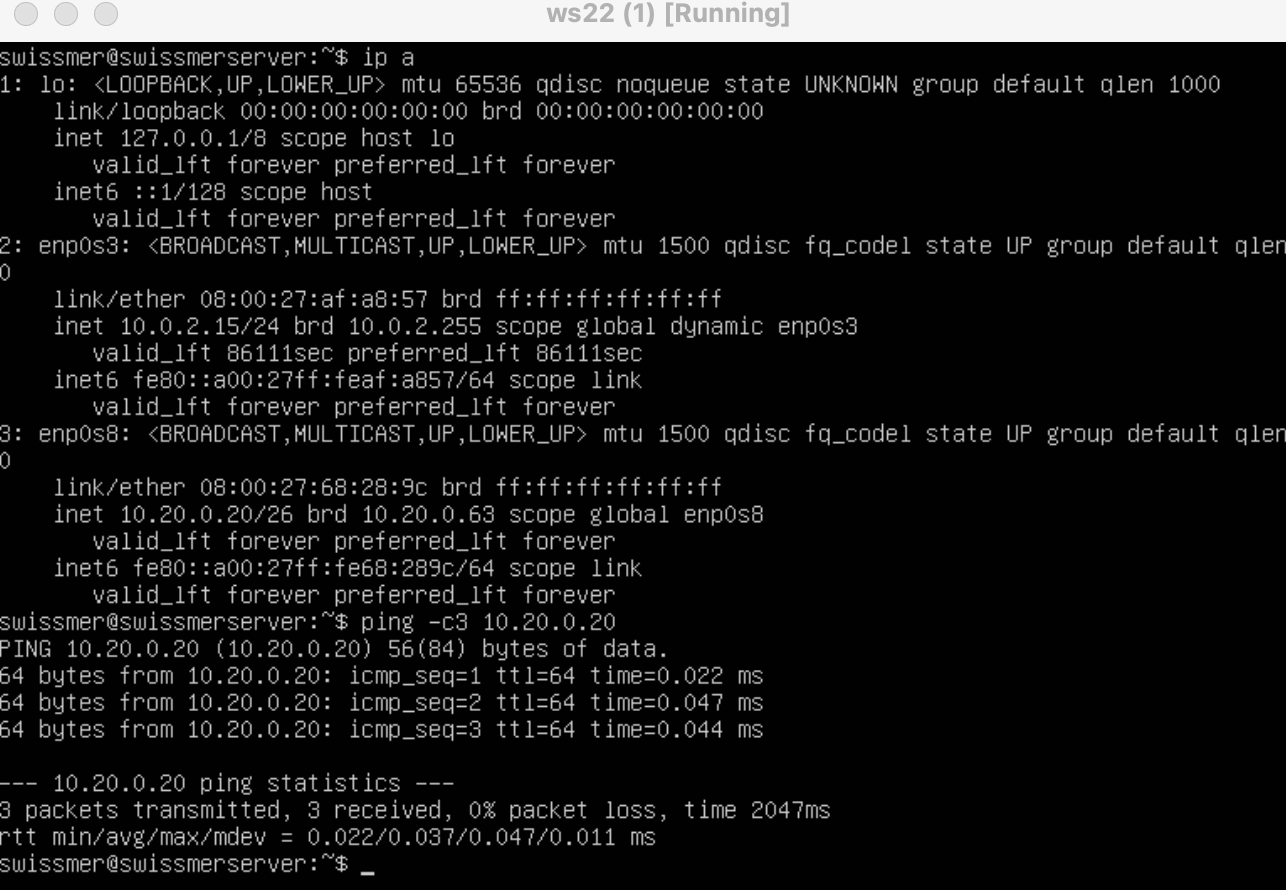 ws22 (1) [Running]
swissmer@swissmerserver:~$ ip a
1: lo: <LOOPBACK,UP,LOWER_UP> mtu 65536 qdisc noqueue state UNKNOWN group default qlen 1000
    link/loopback 00:00:00:00:00:00 brd 00:00:00:00:00:00
    inet 127.0.0.1/8 scope host lo
       valid_lft forever preferred_lft forever
    inet6 ::1/128 scope host
       valid_lft forever preferred_lft forever
2: enp0s3: <BROADCAST,MULTICAST,UP,LOWER_UP> mtu 1500 qdisc fq_codel state UP group default qlen
0
    link/ether 08:00:27:af:a8:57 brd ff:ff:ff:ff:ff:ff
    inet 10.0.2.15/24 brd 10.0.2.255 scope global dynamic enp0s3
       valid_lft 86111sec preferred_lft 86111sec
    inet6 fe80::a00:27ff:feaf:a857/64 scope link
       valid_lft forever preferred_lft forever
3: enp0s8: <BROADCAST,MULTICAST,UP,LOWER_UP> mtu 1500 qdisc fq_codel state UP group default qlen
0
    link/ether 08:00:27:68:28:9c brd ff:ff:ff:ff:ff:ff
    inet 10.20.0.20/26 brd 10.20.0.63 scope global enp0s8
       valid_lft forever preferred_lft forever
    inet6 fe80::a00:27ff:fe68:289c/64 scope link
       valid_lft forever preferred_lft forever
swissmer@swissmerserver:~$ ping -c3 10.20.0.20
PING 10.20.0.20 (10.20.0.20) 56(84) bytes of data.
64 bytes from 10.20.0.20: icmp_seq=1 ttl=64 time=0.022 ms
64 bytes from 10.20.0.20: icmp_seq=2 ttl=64 time=0.047 ms
64 bytes from 10.20.0.20: icmp_seq=3 ttl=64 time=0.044 ms

--- 10.20.0.20 ping statistics ---
3 packets transmitted, 3 received, 0% packet loss, time 2047ms
rtt min/avg/max/mdev = 0.022/0.037/0.047/0.011 ms
swissmer@swissmerserver:~$ _